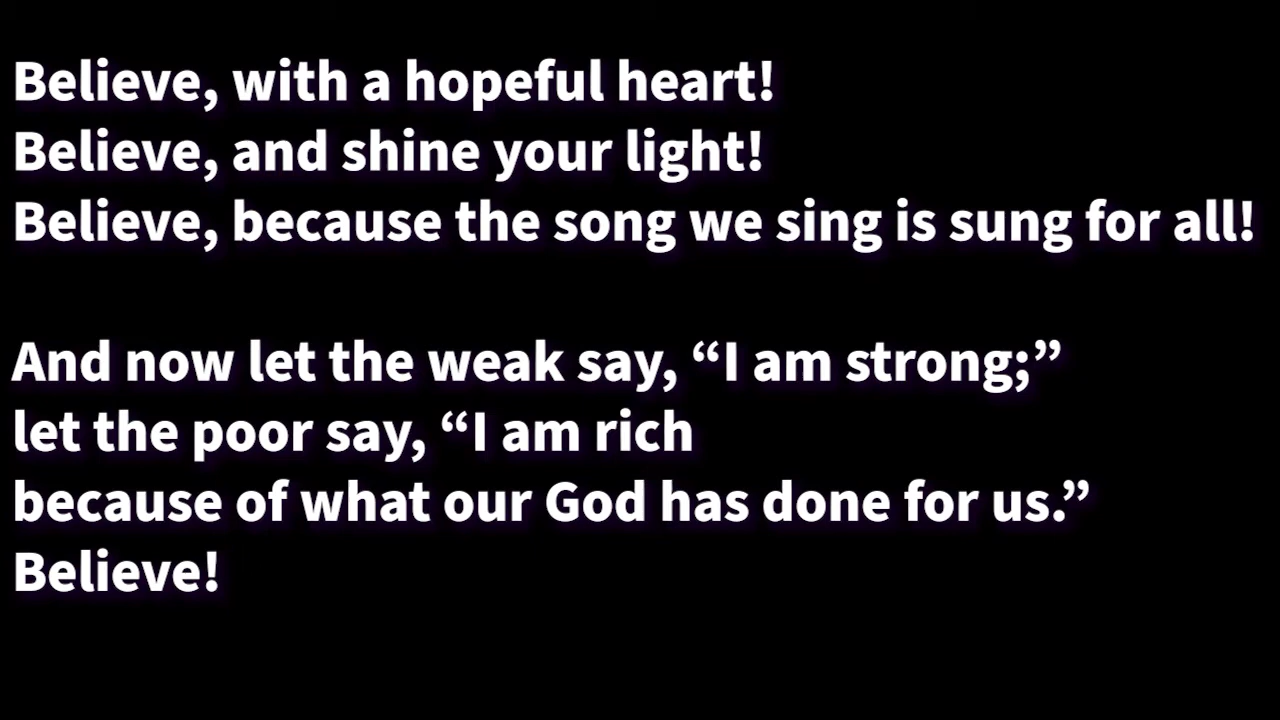 Believe, with a hopeful heart!
Believe, and shine your light!
Believe, because the song we sing is sung for all!
And now let the weak say, “I am strong;”
let the poor say, “I am rich
because of what our God has done for us.”
Believe!